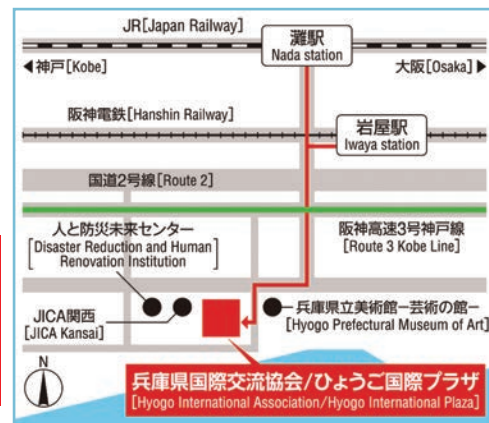 JR[Japan Railway]
灘駅
Nada station
◀神戸[Kobe]
大阪[Osaka]▶
阪神電鉄[Hanshin Railway]
岩屋駅
Iwaya station
国道2号線[Route 2]
人と防災未来センター
[Disaster Reduction and Human
Renovation Institution]
阪神高速3号神戸線
[Route 3 Kobe Line]
JICA関西
[JICA Kansai]
兵庫県立美術館ー芸術の館ー
[Hyogo Prefectural Museum of Art]
N
兵庫県国際交流協会/ひょうご国際プラザ
[Hyogo International Association/Hyogo International Plaza]